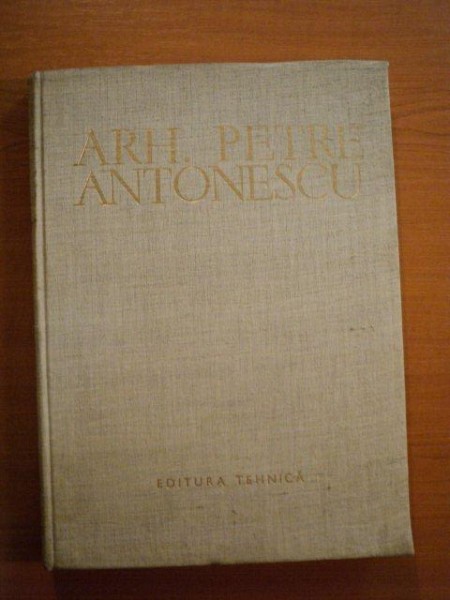 ARH. PETRE
ANTONESCU
EDITURA TEHNICĂ